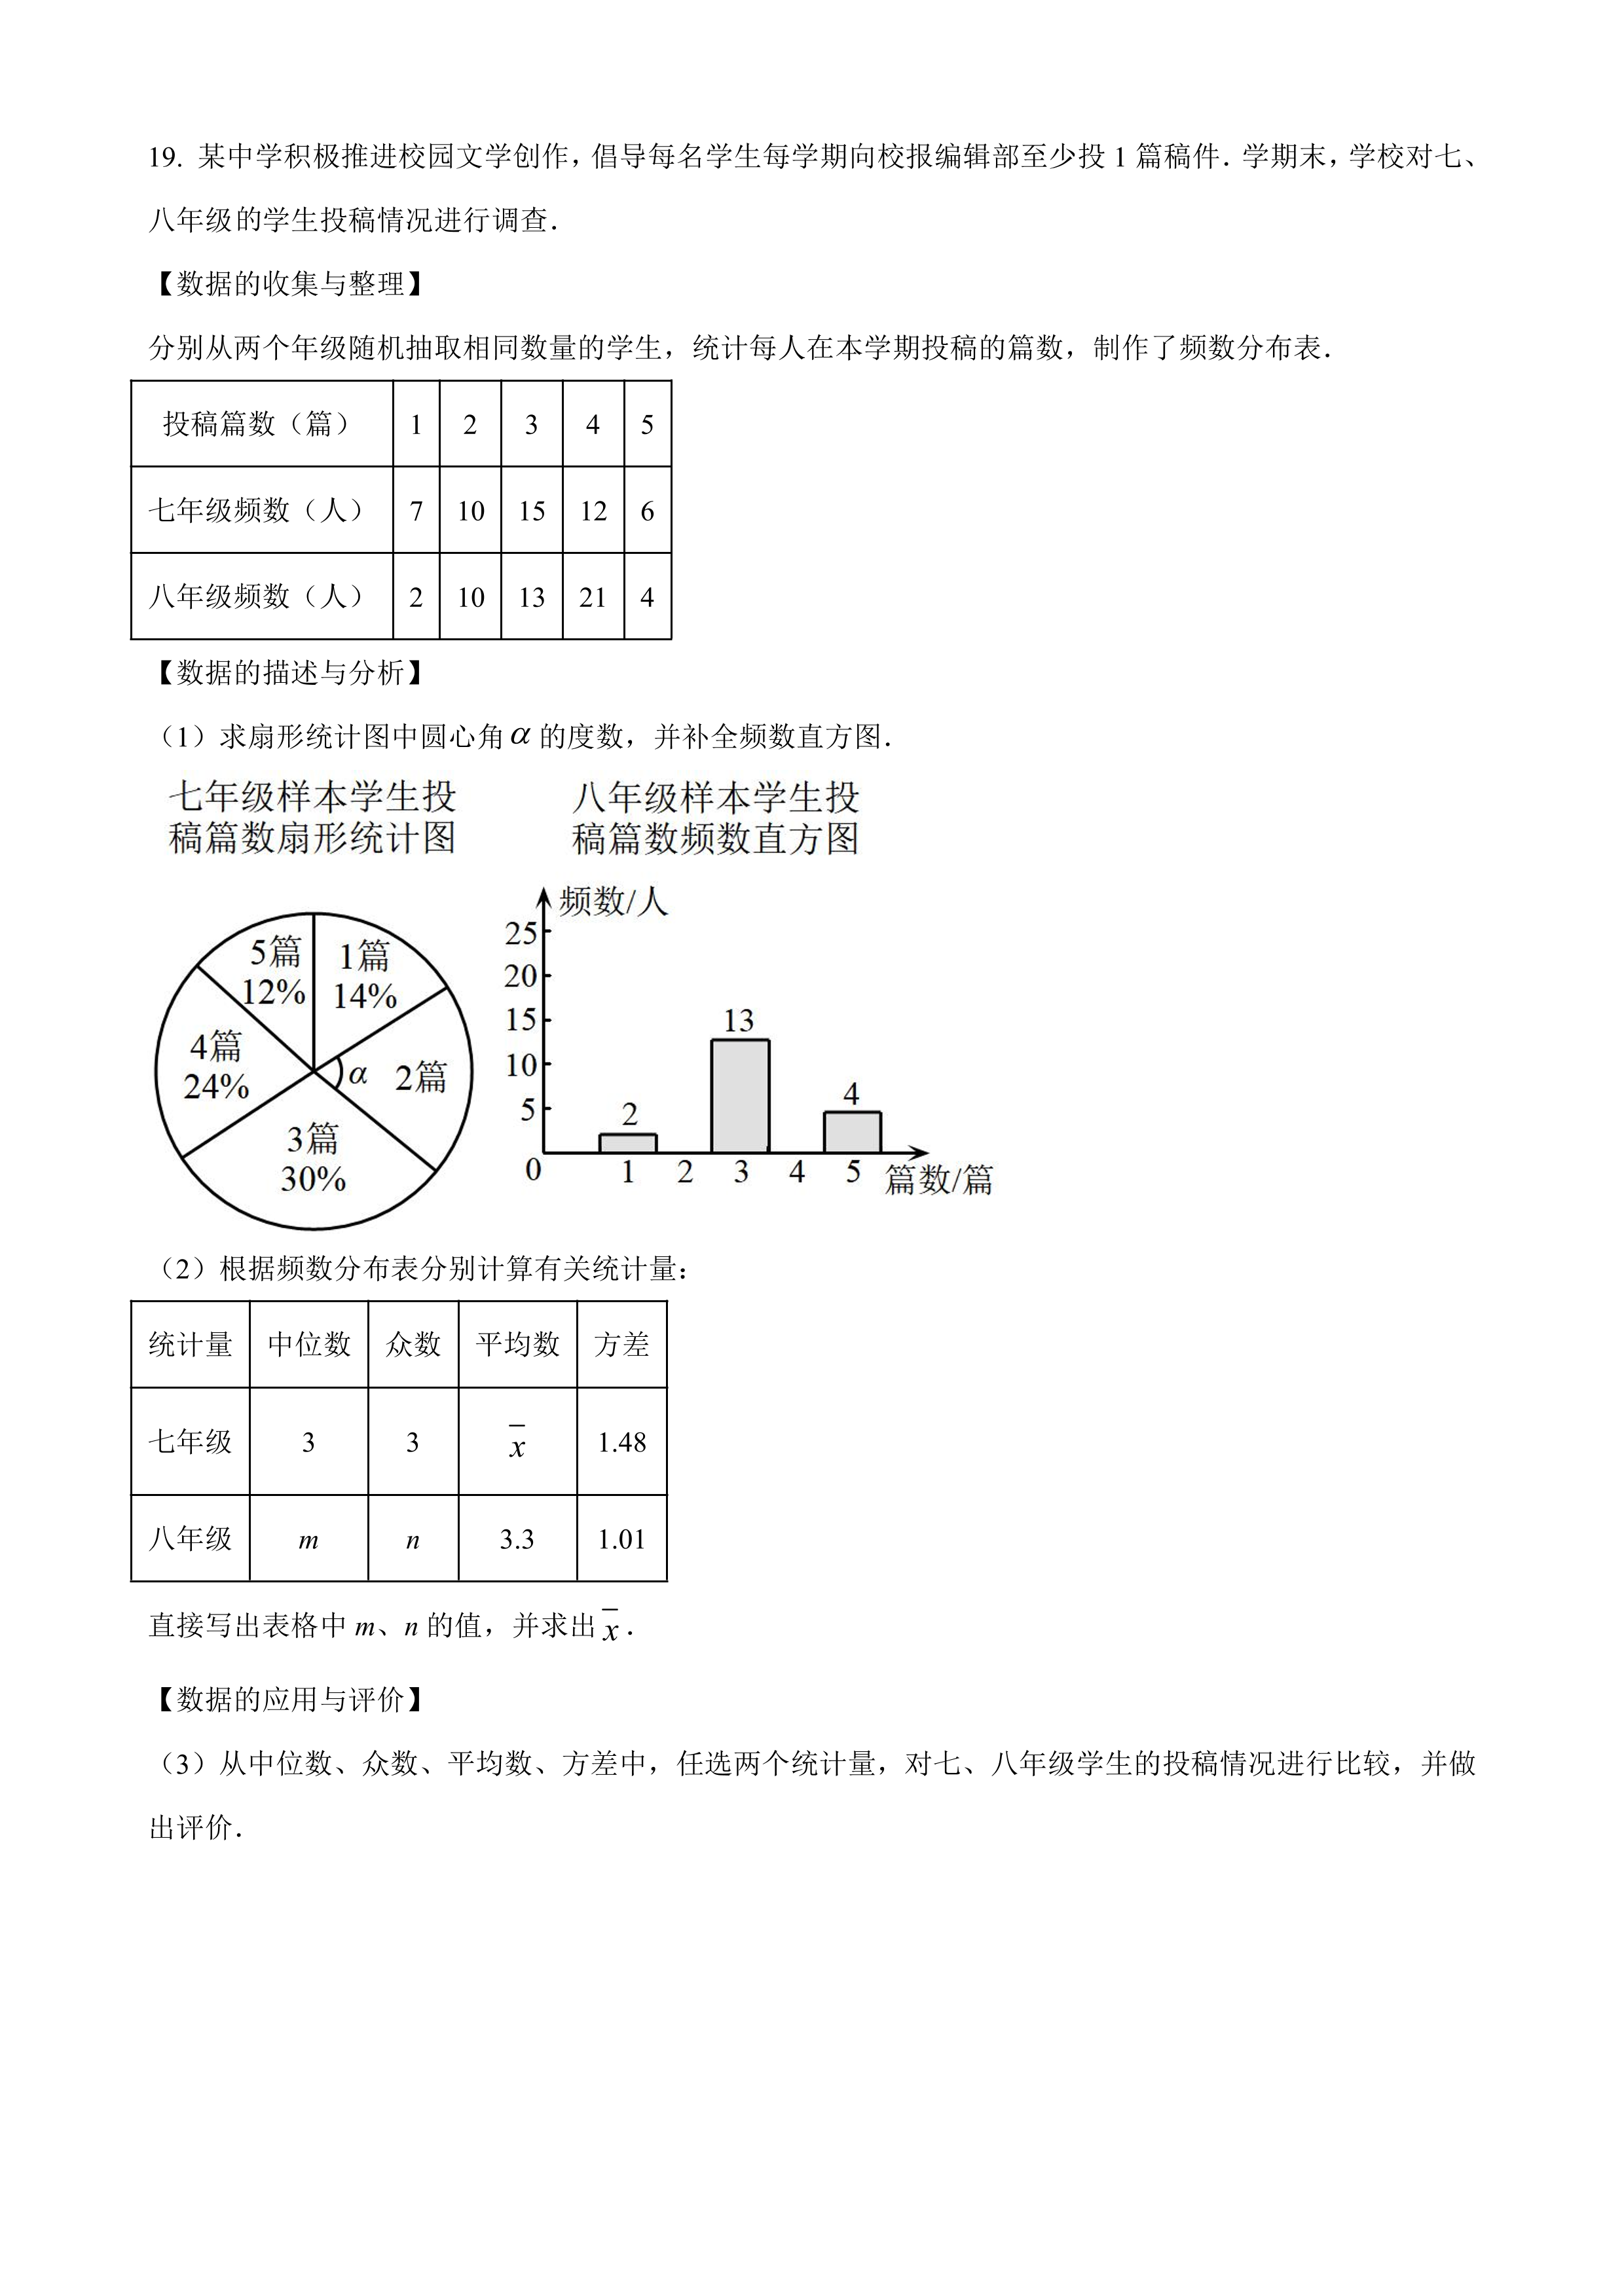 19. 某中学积极推进校园文学创作，倡导每名学生每学期向校报编辑部至少投 1 篇稿件．学期末，学校对七、
八年级的学生投稿情况进行调查．
【数据的收集与整理】
分别从两个年级随机抽取相同数量的学生，统计每人在本学期投稿的篇数，制作了频数分布表．
投稿篇数（篇） 1 2 3 4 5
七年级频数（人） 7 10 15 12 6
八年级频数（人） 2 10 13 21 4
【数据的描述与分析】
（1）求扇形统计图中圆心角 α 的度数，并补全频数直方图．
七年级样本学生投
稿篇数扇形统计图
5篇
12%
1篇
14%
4篇
24%
α 2篇
3篇
30%
八年级样本学生投
稿篇数频数直方图
频数/人
25
20
15
10
5
0
2
13
4
1 2 3 4 5 篇数/篇
（2）根据频数分布表分别计算有关统计量：
统计量 中位数 众数 平均数 方差
七年级 3 3 x̄ 1.48
八年级 m n 3.3 1.01
直接写出表格中 m、n 的值，并求出 x̄．
【数据的应用与评价】
（3）从中位数、众数、平均数、方差中，任选两个统计量，对七、八年级学生的投稿情况进行比较，并做
出评价．